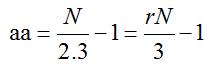 aa = N/2.3 − 1 = rN/3 − 1